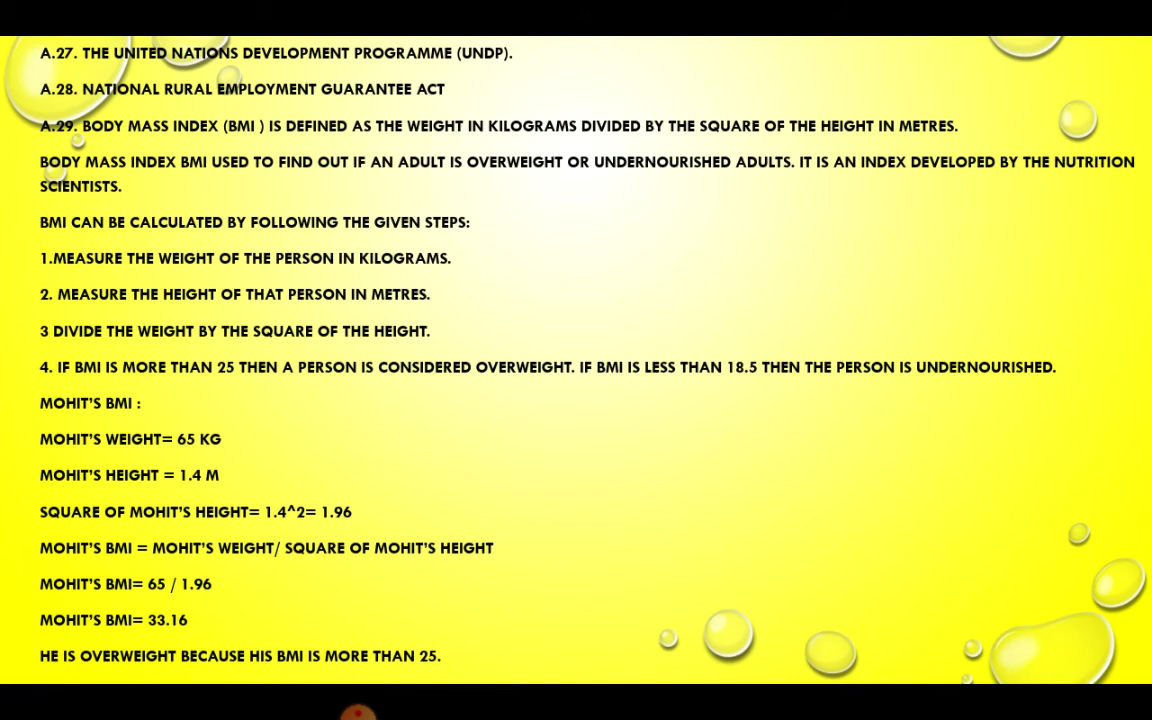 A.27. THE UNITED NATIONS DEVELOPMENT PROGRAMME (UNDP).
A.28. NATIONAL RURAL EMPLOYMENT GUARANTEE ACT
A.29. BODY MASS INDEX (BMI ) IS DEFINED AS THE WEIGHT IN KILOGRAMS DIVIDED BY THE SQUARE OF THE HEIGHT IN METRES.
BODY MASS INDEX BMI USED TO FIND OUT IF AN ADULT IS OVERWEIGHT OR UNDERNOURISHED ADULTS. IT IS AN INDEX DEVELOPED BY THE NUTRITION
SCIENTISTS.
BMI CAN BE CALCULATED BY FOLLOWING THE GIVEN STEPS:
1.MEASURE THE WEIGHT OF THE PERSON IN KILOGRAMS.
2. MEASURE THE HEIGHT OF THAT PERSON IN METRES.
3 DIVIDE THE WEIGHT BY THE SQUARE OF THE HEIGHT.
4. IF BMI IS MORE THAN 25 THEN A PERSON IS CONSIDERED OVERWEIGHT. IF BMI IS LESS THAN 18.5 THEN THE PERSON IS UNDERNOURISHED.
MOHIT'S BMI :
MOHIT'S WEIGHT= 65 KG
MOHIT'S HEIGHT = 1.4 M
SQUARE OF MOHIT'S HEIGHT= 1.4^2= 1.96
MOHIT'S BMI = MOHIT'S WEIGHT/ SQUARE OF MOHIT'S HEIGHT
MOHIT'S BMI= 65 / 1.96
MOHIT'S BMI= 33.16
HE IS OVERWEIGHT BECAUSE HIS BMI IS MORE THAN 25.